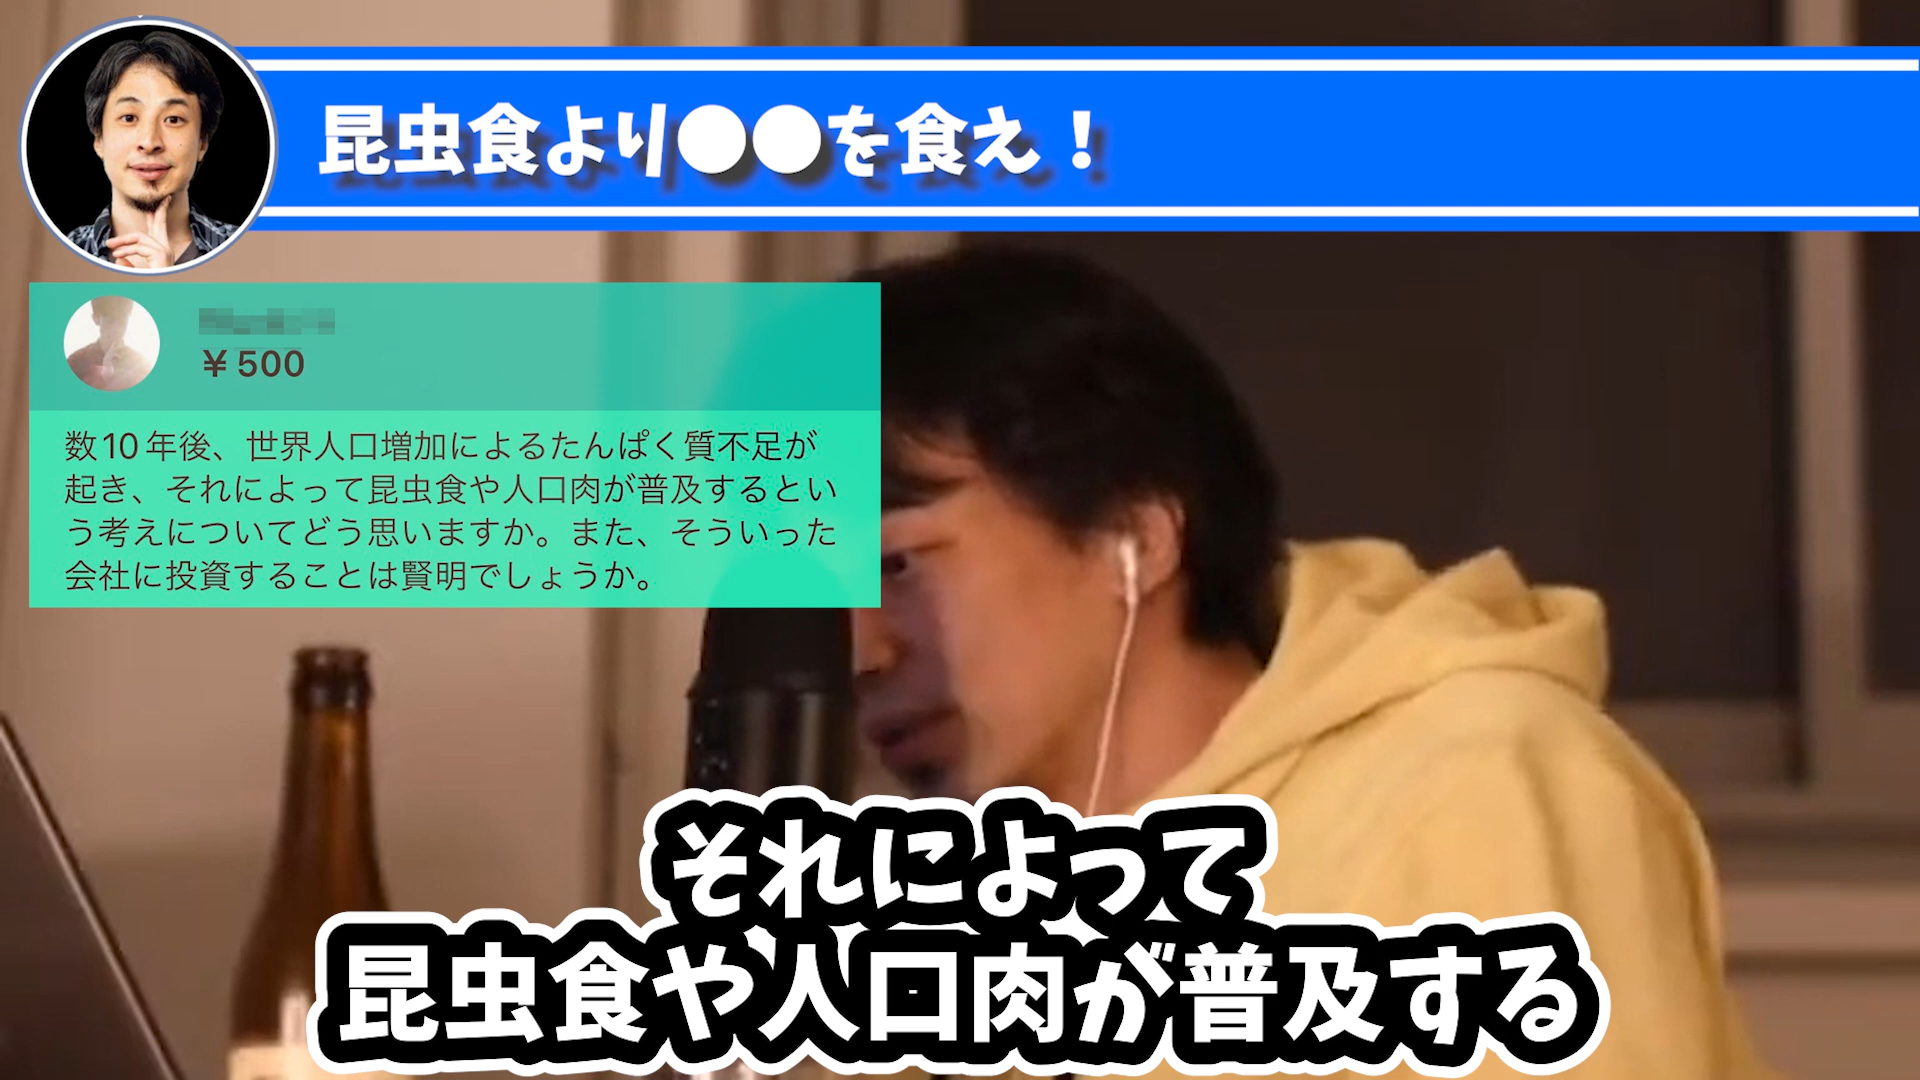 昆虫食より●●を食え！
￥500
数10年後、世界人口増加によるたんぱく質不足が
起き、それによって昆虫食や人口肉が普及するとい
う考えについてどう思いますか。また、そういった
会社に投資することは賢明でしょうか。
それによって
昆虫食や人口肉が普及する